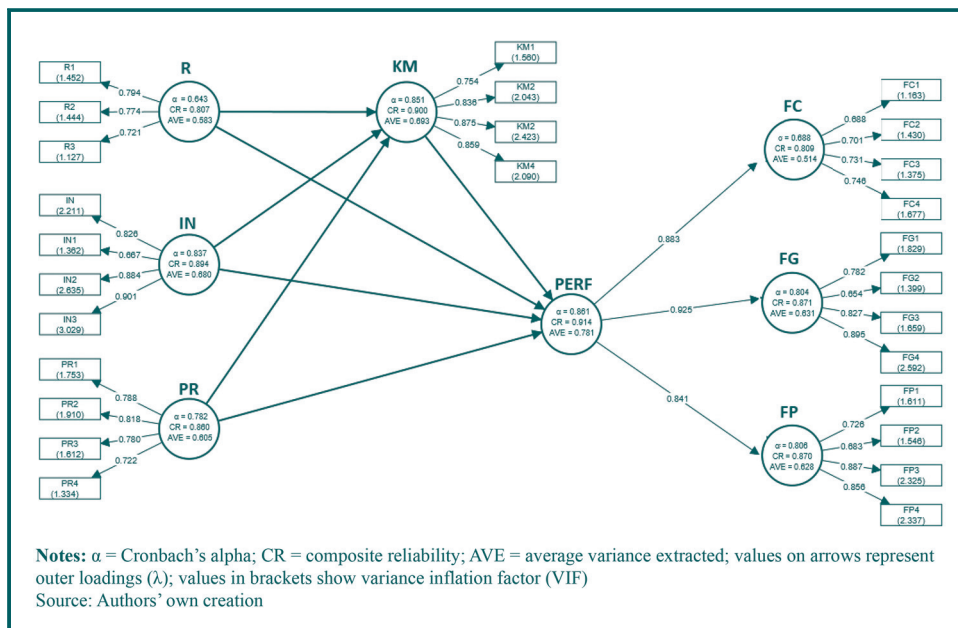 R
R1
(1.452)
R2
(1.444)
R3
(1.127)
0.794
0.774
0.721
α = 0.643
CR = 0.807
AVE = 0.583
KM
α = 0.851
CR = 0.900
AVE = 0.693
0.754
0.836
0.875
0.859
KM1
(1.560)
KM2
(2.043)
KM2
(2.423)
KM4
(2.090)
IN
IN
(2.211)
IN1
(1.362)
IN2
(2.635)
IN3
(3.029)
0.826
0.667
0.884
0.901
α = 0.837
CR = 0.894
AVE = 0.680
PR
PR1
(1.753)
PR2
(1.910)
PR3
(1.612)
PR4
(1.334)
0.788
0.818
0.780
0.722
α = 0.782
CR = 0.860
AVE = 0.605
PERF
α = 0.861
CR = 0.914
AVE = 0.781
0.883
0.925
0.841
FC
α = 0.688
CR = 0.809
AVE = 0.514
0.688
0.701
0.731
0.746
FC1
(1.163)
FC2
(1.430)
FC3
(1.375)
FC4
(1.677)
FG
α = 0.804
CR = 0.871
AVE = 0.631
0.782
0.654
0.827
0.895
FG1
(1.829)
FG2
(1.399)
FG3
(1.659)
FG4
(2.592)
FP
α = 0.806
CR = 0.870
AVE = 0.628
0.726
0.683
0.887
0.856
FP1
(1.611)
FP2
(1.546)
FP3
(2.325)
FP4
(2.337)
Notes: α = Cronbach's alpha; CR = composite reliability; AVE = average variance extracted; values on arrows represent
outer loadings (λ); values in brackets show variance inflation factor (VIF)
Source: Authors' own creation